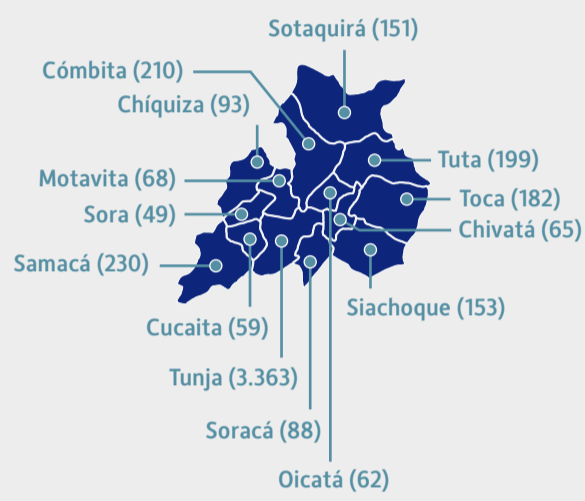 Sotaquirá (151)
Cómbita (210)
Chíquiza (93)
Tuta (199)
Motavita (68)
Toca (182)
Sora (49)
Chivatá (65)
Samacá (230)
Siachoque (153)
Cucaita (59)
Tunja (3.363)
Soracá (88)
Oicatá (62)